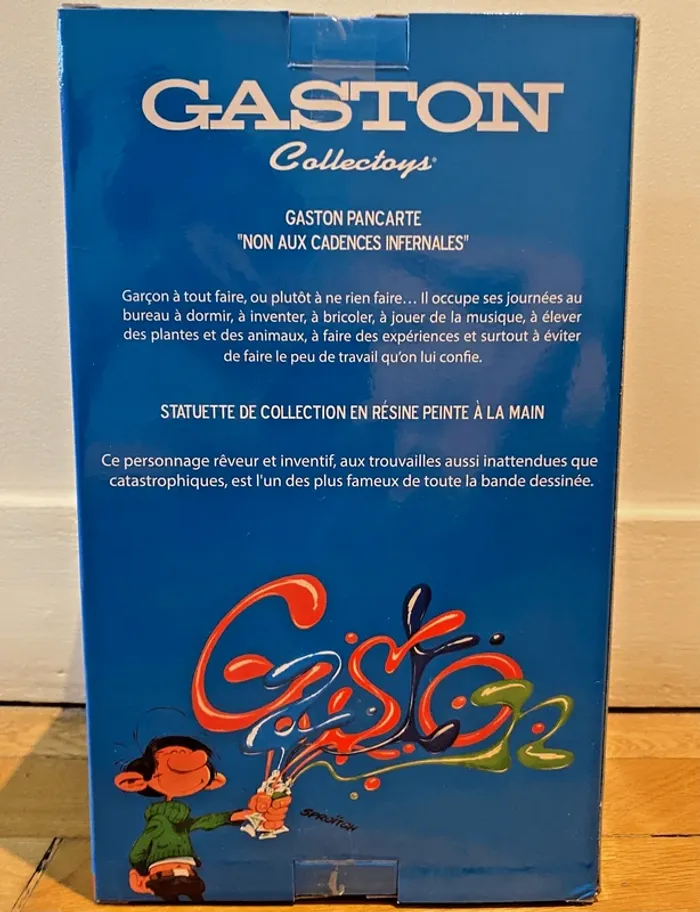 GASTON
Collectoys®
GASTON PANCARTE
"NON AUX CADENCES INFERNALES"
Garçon à tout faire, ou plutôt à ne rien faire... Il occupe ses journées au
bureau à dormir, à inventer, à bricoler, à jouer de la musique, à élever
des plantes et des animaux, à faire des expériences et surtout à éviter
de faire le peu de travail qu'on lui confie.
STATUETTE DE COLLECTION EN RÉSINE PEINTE À LA MAIN
Ce personnage rêveur et inventif, aux trouvailles aussi inattendues que
catastrophiques, est l'un des plus fameux de toute la bande dessinée.
Gaston
SPROÏTCH